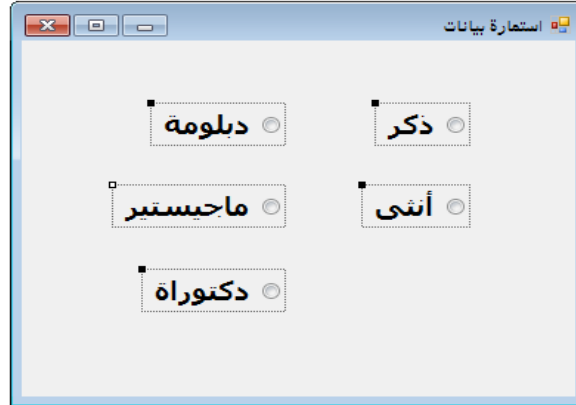 استمارة بيانات
ذكر دبلومة
أنثى ماجيستير
دكتوراة